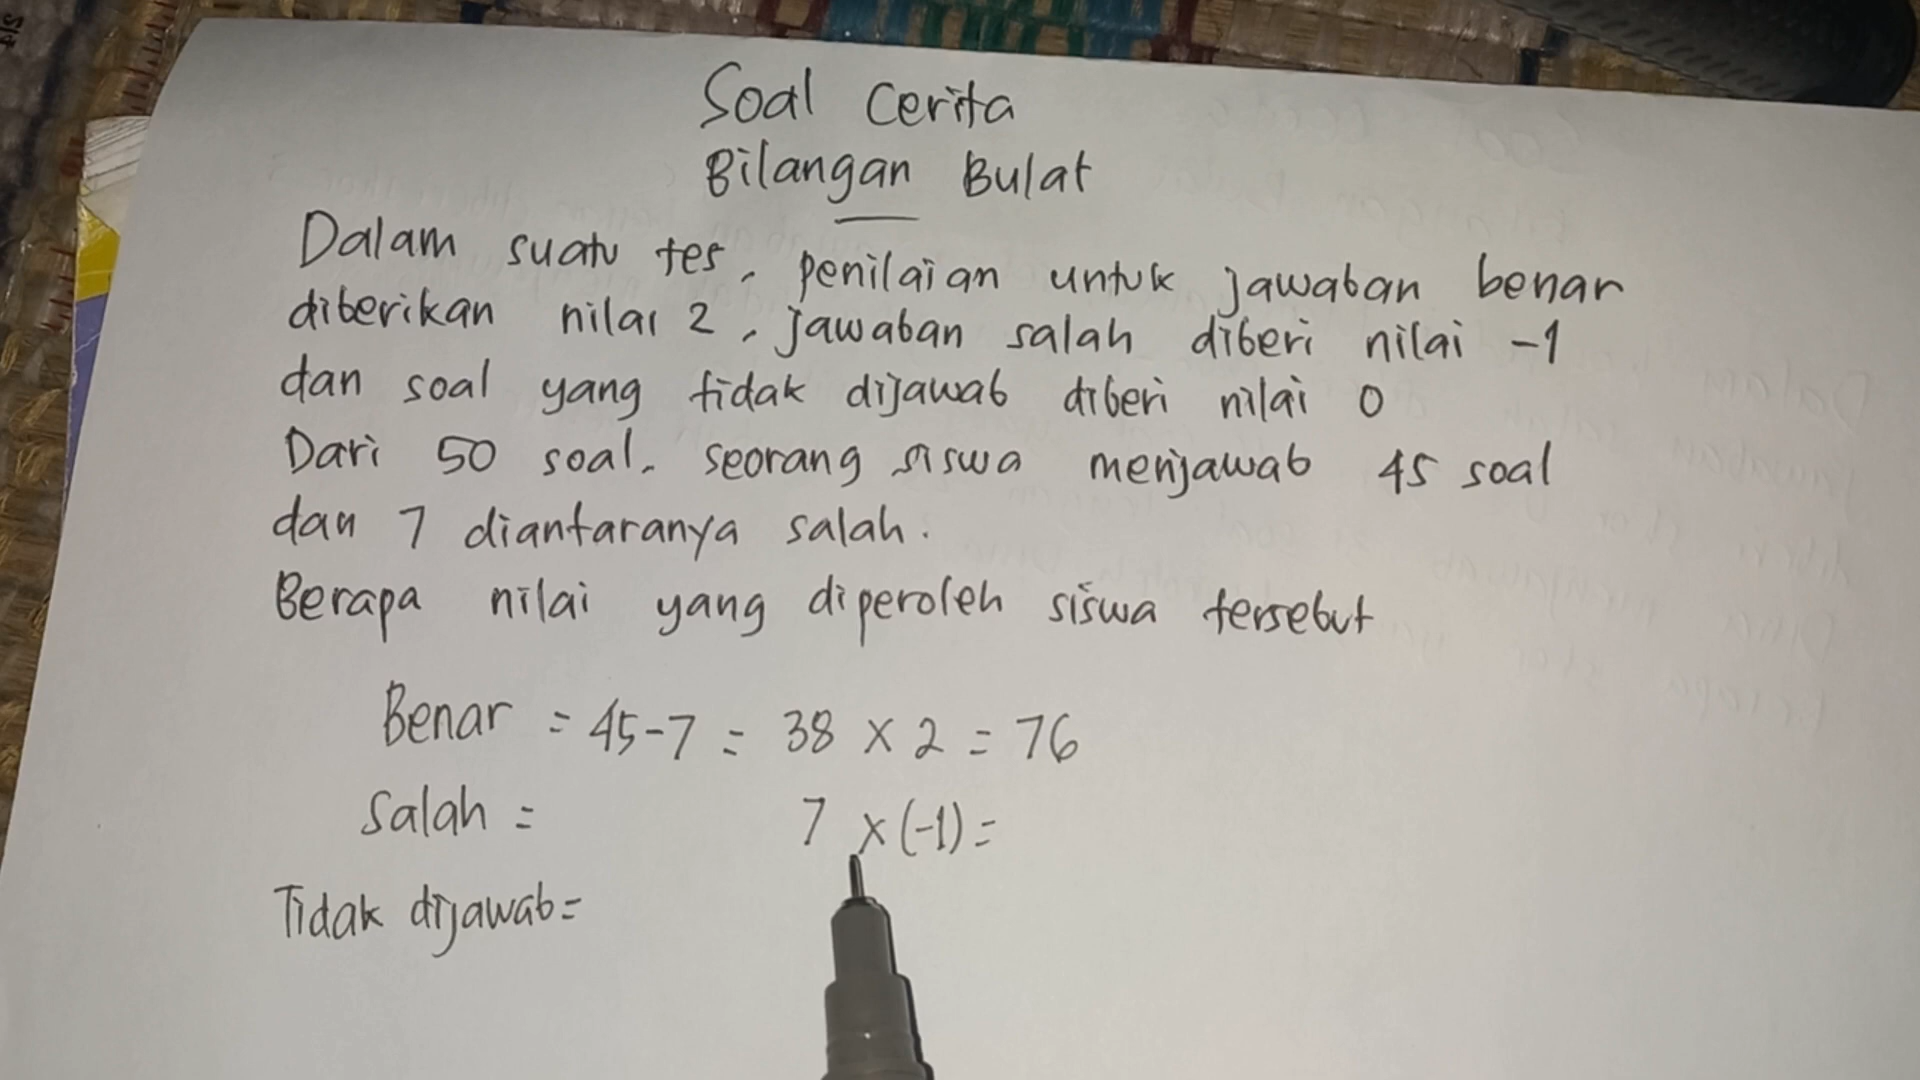 Soal Cerita
Bilangan Bulat
Dalam suatu tes, penilaian untuk jawaban benar
diberikan nilai 2, jawaban salah diberi nilai -1
dan soal yang tidak dijawab diberi nilai 0
Dari 50 soal, seorang siswa menjawab 45 soal
dan 7 diantaranya salah.
Berapa nilai yang diperoleh siswa tersebut
Benar = 45-7 = 38 x 2 = 76
Salah = 7 x (-1) =
Tidak dijawab =